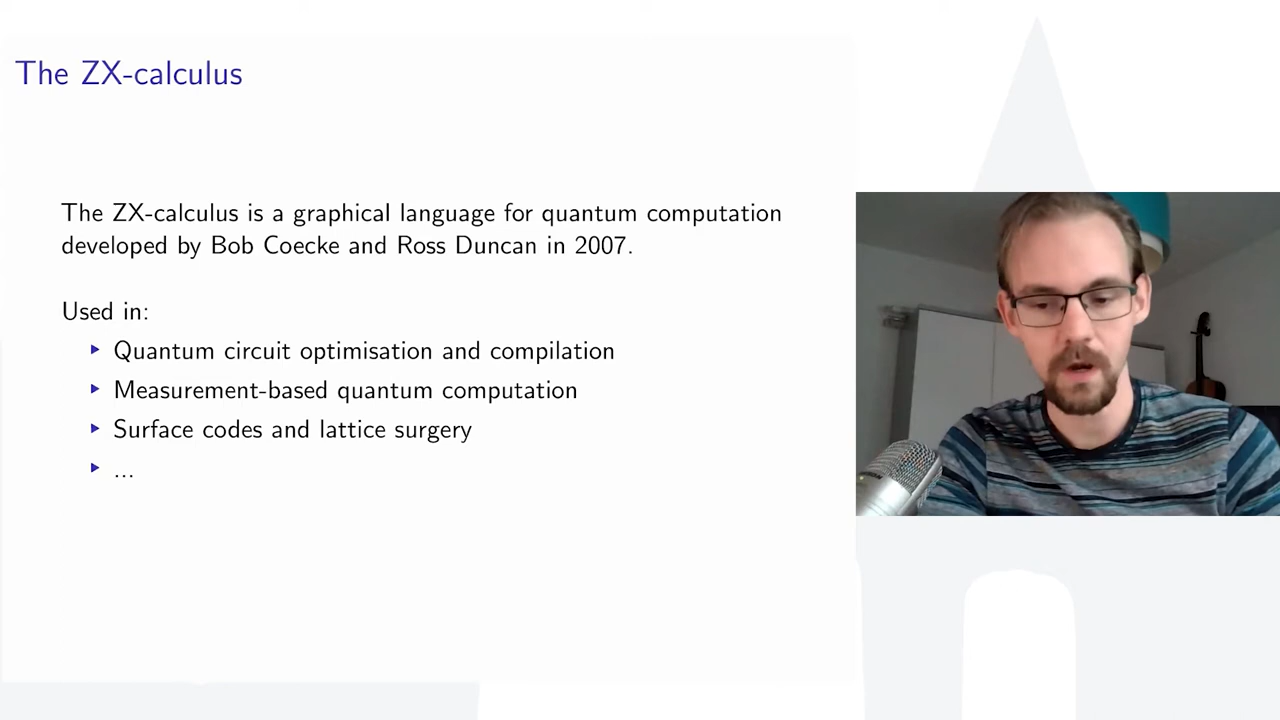 The ZX-calculus
The ZX-calculus is a graphical language for quantum computation
developed by Bob Coecke and Ross Duncan in 2007.
Used in:
Quantum circuit optimisation and compilation
Measurement-based quantum computation
Surface codes and lattice surgery
...